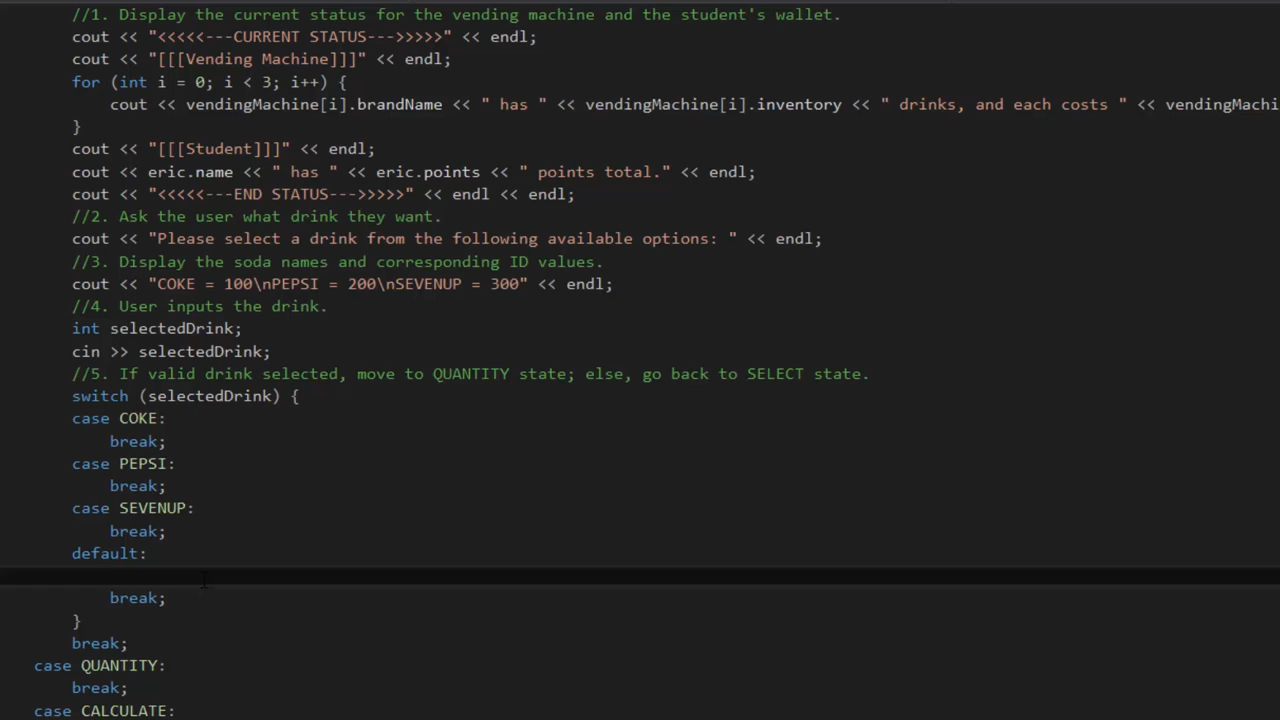 //1. Display the current status for the vending machine and the student's wallet.
cout << "<<<<<---CURRENT STATUS--->>>>>" << endl;
cout << "[[[Vending Machine]]]" << endl;
for (int i = 0; i < 3; i++) {
cout << vendingMachine[i].brandName << " has " << vendingMachine[i].inventory << " drinks, and each costs " << vendingMachi
}
cout << "[[[Student]]]" << endl;
cout << eric.name << " has " << eric.points << " points total." << endl;
cout << "<<<<<---END STATUS--->>>>>" << endl << endl;
//2. Ask the user what drink they want.
cout << "Please select a drink from the following available options: " << endl;
//3. Display the soda names and corresponding ID values.
cout << "COKE = 100\nPEPSI = 200\nSEVENUP = 300" << endl;
//4. User inputs the drink.
int selectedDrink;
cin >> selectedDrink;
//5. If valid drink selected, move to QUANTITY state; else, go back to SELECT state.
switch (selectedDrink) {
case COKE:
break;
case PEPSI:
break;
case SEVENUP:
break;
default:
break;
}
break;
case QUANTITY:
break;
case CALCULATE: